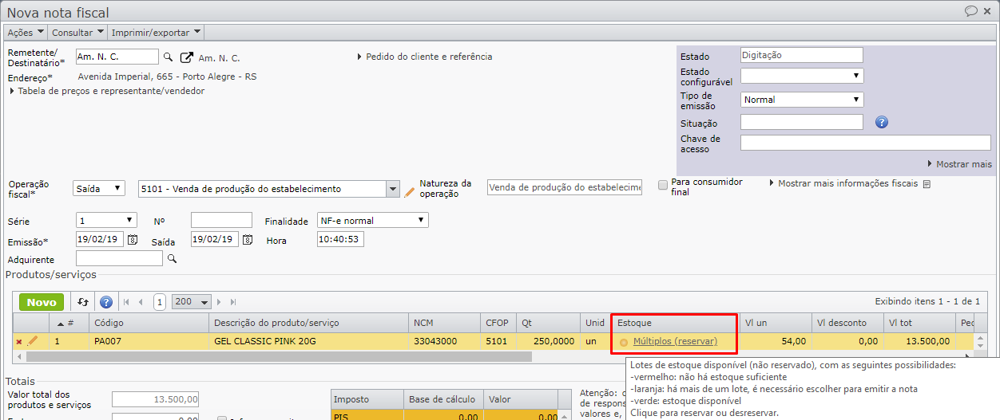 Nova nota fiscal
Ações Consultar Imprimir/exportar
Remetente/
Destinatário* Am. N. C. Am. N. C.
Pedido do cliente e referência
Endereço* Avenida Imperial, 665 - Porto Alegre - RS
Tabela de preços e representante/vendedor
Estado Digitação
Estado
configurável
Tipo de
emissão Normal
Situação
Chave de
acesso
Mostrar mais
Operação
fiscal* Saída 5101 - Venda de produção do estabelecimento
Natureza da
operação Venda de produção do estabelecime
Para consumidor
final
Mostrar mais informações fiscais
Série 1 Nº Finalidade NF-e normal
Emissão* 19/02/19 Saída 19/02/19 Hora 10:40:53
Adquirente
Produtos/serviços
Novo 1 200 Exibindo itens 1 - 1 de 1
# Código Descrição do produto/serviço NCM CFOP Qt Unid Estoque Vl un Vl desconto Vl tot Ped
1 PA007 GEL CLASSIC PINK 20G 33043000 5101 250,0000 un Múltiplos (reservar) 54,00 0,00 13.500,00
Lotes de estoque disponível (não reservado), com as seguintes possibilidades:
-vermelho: não há estoque suficiente
-laranja: há mais de um lote, é necessário escolher para emitir a nota
-verde: estoque disponível
Clique para reservar ou desreservar.
Totais
Valor total dos
produtos e serviços 13.500,00
0,00
Imposto Base de cálculo Valor
PIS 0,00 0,00
Atenção:
de respon
valores e,